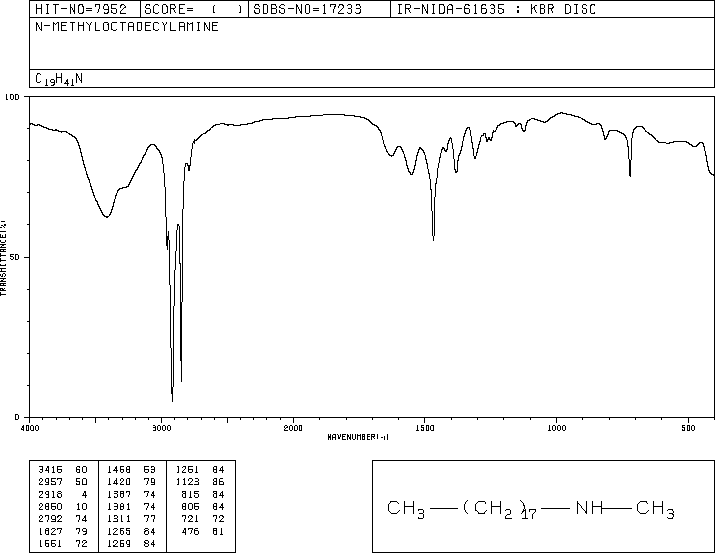 HIT-NO=7952 SCORE= ( ) SDBS-NO=17233 IR-NIDA-61635 : KBR DISC
N-METHYLOCTADECYLAMINE
C19H41N
100
50
0
TRANSMITTANCE(%)
4000 3000 2000 1500 1000 500
WAVENUMBER(-1)
3415 60 1468 53 1251 84
2957 50 1420 79 1123 86
2918 4 1387 74 815 84
2850 10 1381 74 806 84
2792 74 1311 77 721 72
1627 79 1265 84 476 81
1551 72 1259 84
CH3—(CH2)17—NH—CH3